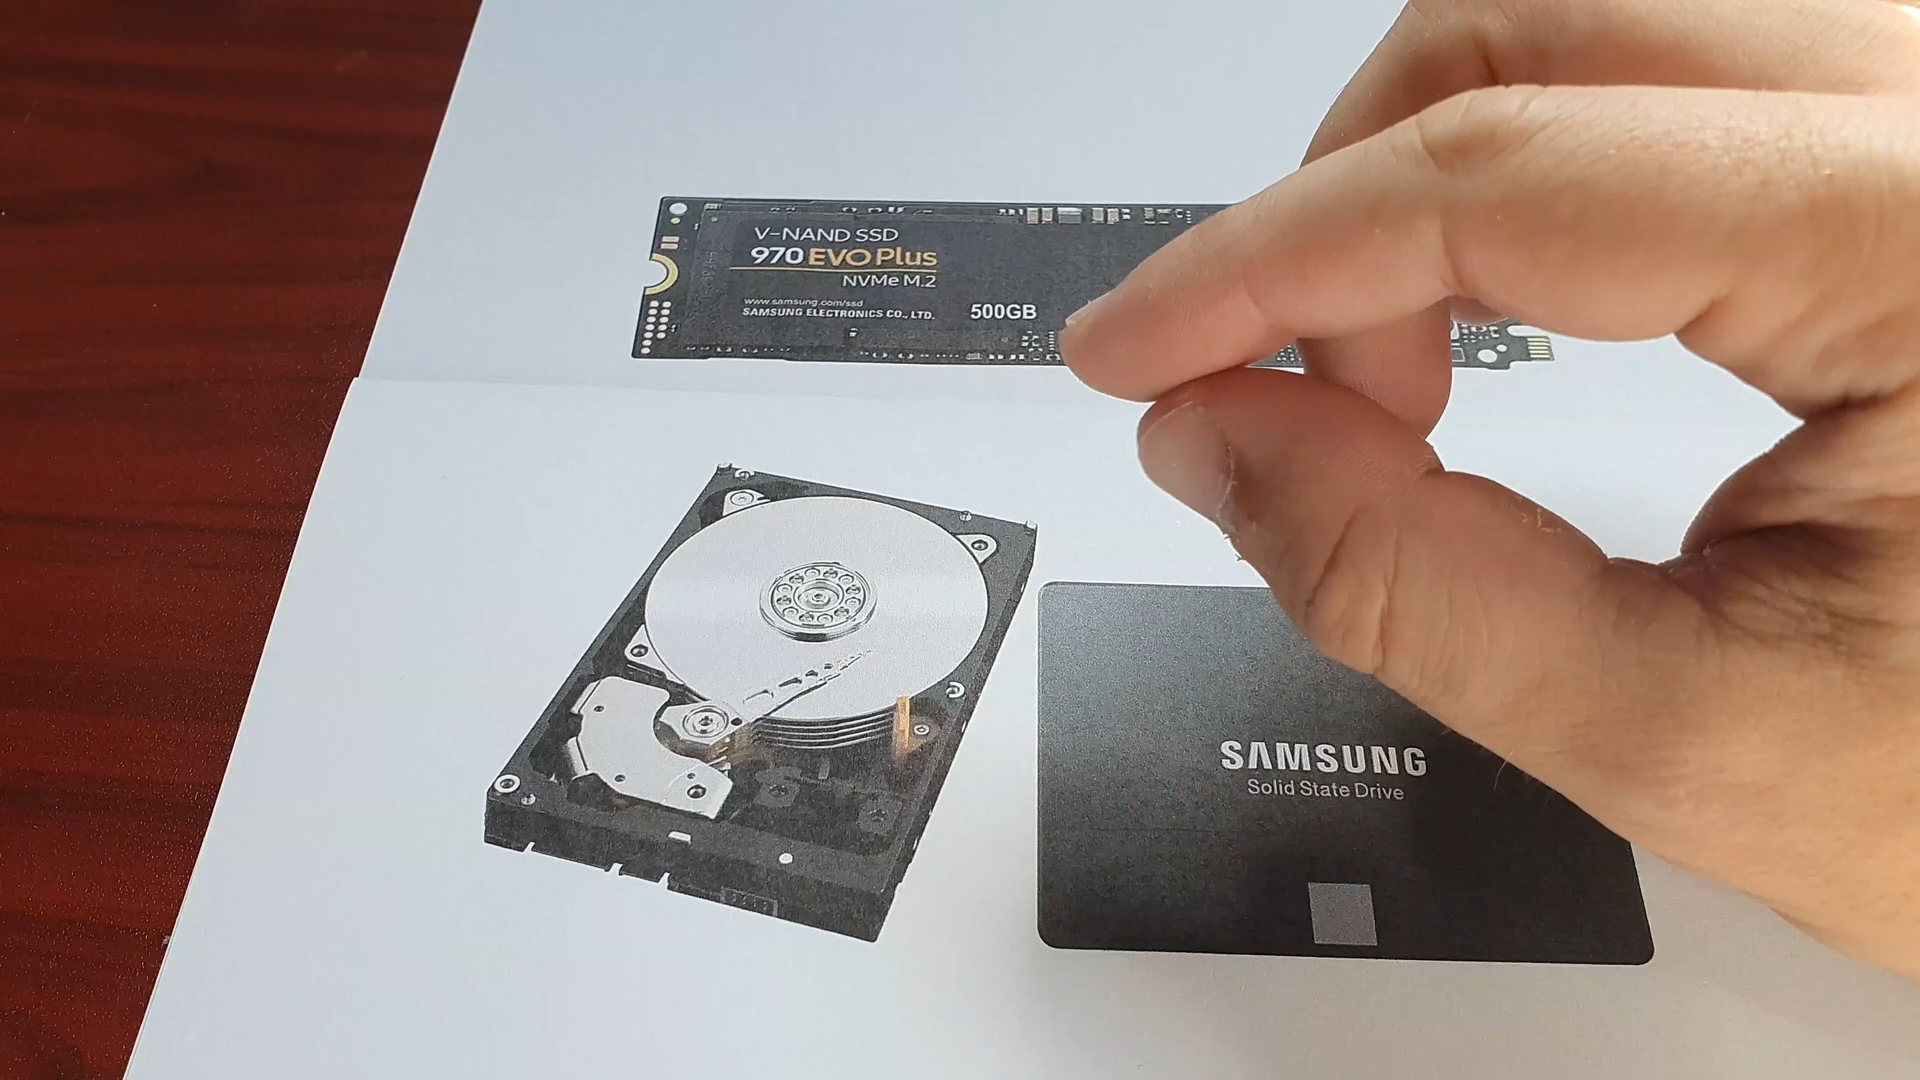 V-NAND SSD
970 EVO Plus
NVMe M.2
www.samsung.com/ssd
SAMSUNG ELECTRONICS CO., LTD.
500GB
SAMSUNG
Solid State Drive